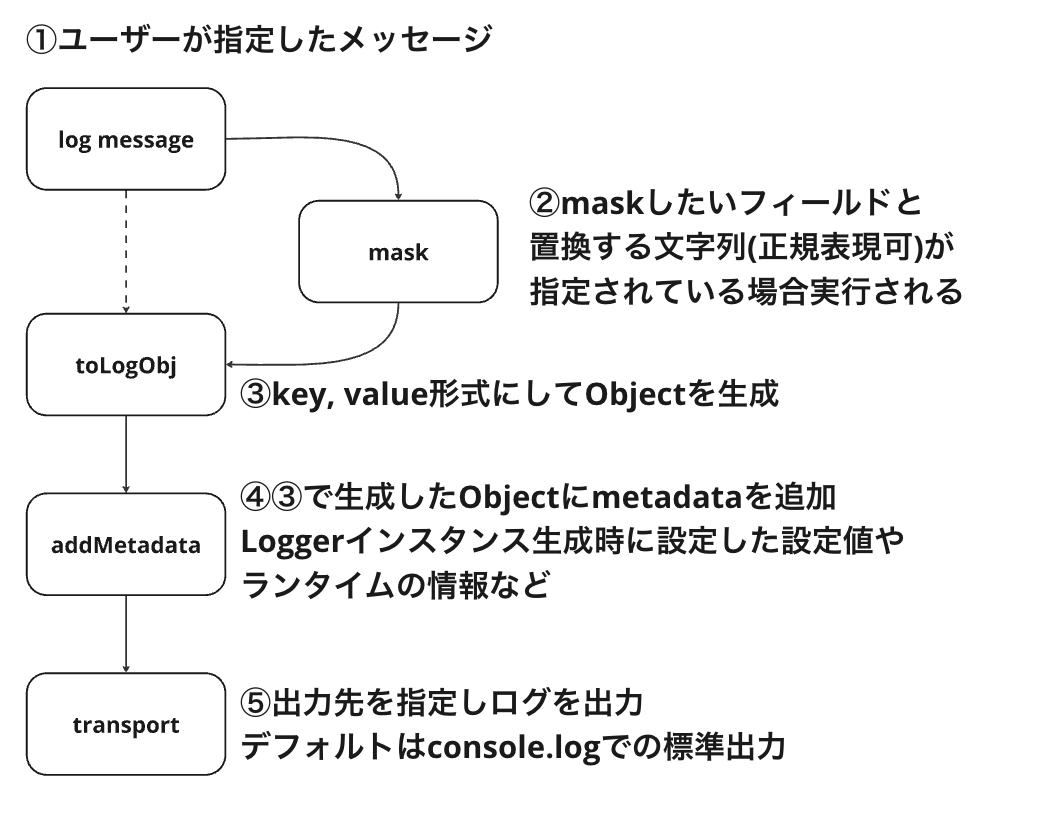 ①ユーザーが指定したメッセージ
log message
mask
②maskしたいフィールドと
置換する文字列(正規表現可)が
指定されている場合実行される
toLogObj
③key, value形式にしてObjectを生成
④③で生成したObjectにmetadataを追加
Loggerインスタンス生成時に設定した設定値や
ランタイムの情報など
addMetadata
⑤出力先を指定しログを出力
デフォルトはconsole.logでの標準出力
transport